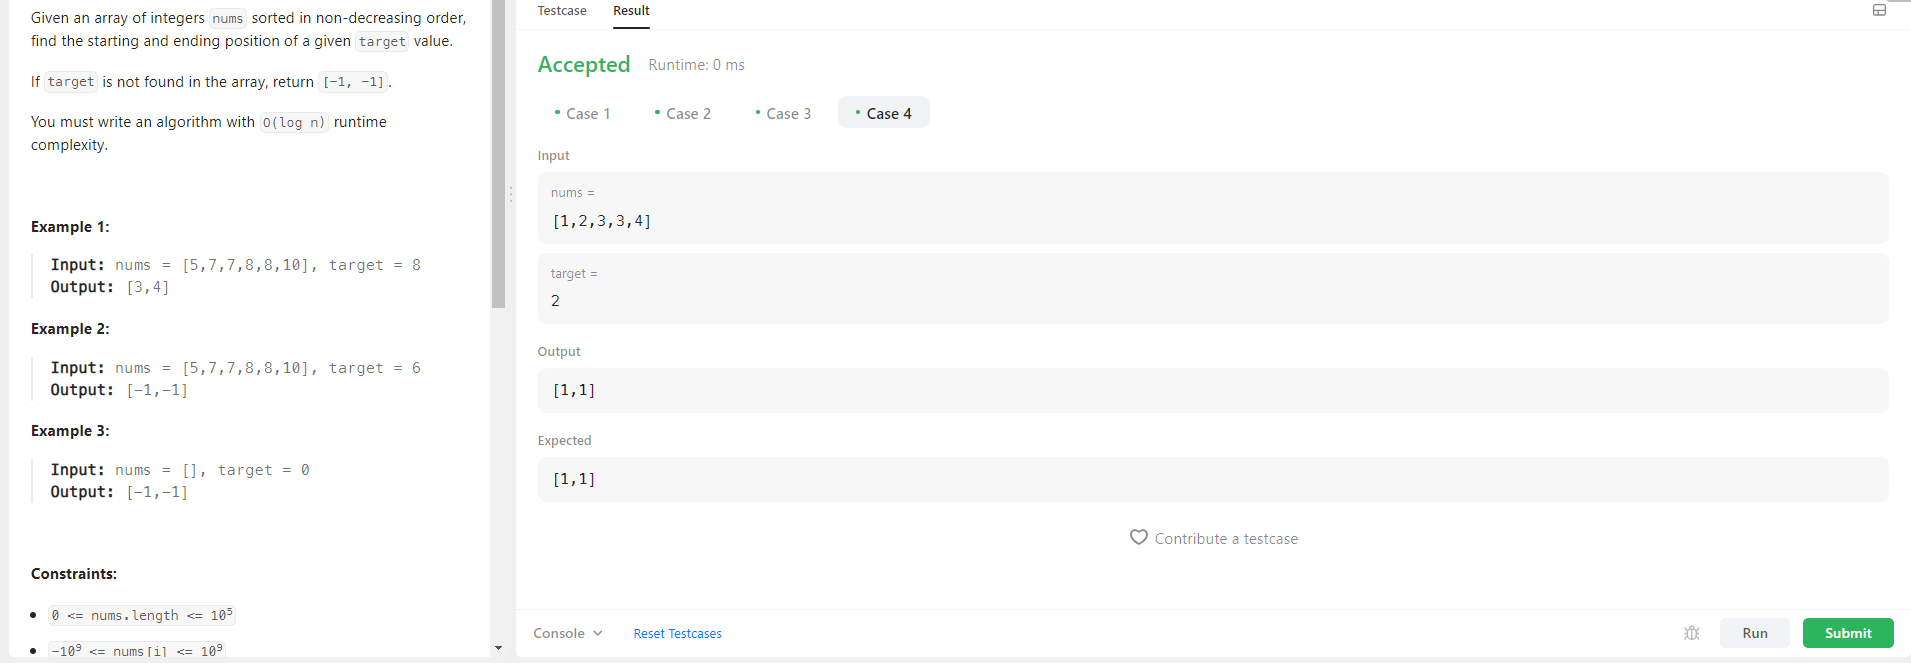 Given an array of integers nums sorted in non-decreasing order,
find the starting and ending position of a given target value.
If target is not found in the array, return [-1, -1].
You must write an algorithm with O(log n) runtime
complexity.
Example 1:
Input: nums = [5,7,7,8,8,10], target = 8
Output: [3,4]
Example 2:
Input: nums = [5,7,7,8,8,10], target = 6
Output: [-1,-1]
Example 3:
Input: nums = [], target = 0
Output: [-1,-1]
Constraints:
• 0 <= nums.length <= 10⁵
• -10⁹ <= nums[i] <= 10⁹
Testcase Result
Accepted Runtime: 0 ms
• Case 1 • Case 2 • Case 3 • Case 4
Input
nums =
[1,2,3,3,4]
target =
2
Output
[1,1]
Expected
[1,1]
Contribute a testcase
Console Reset Testcases Run Submit